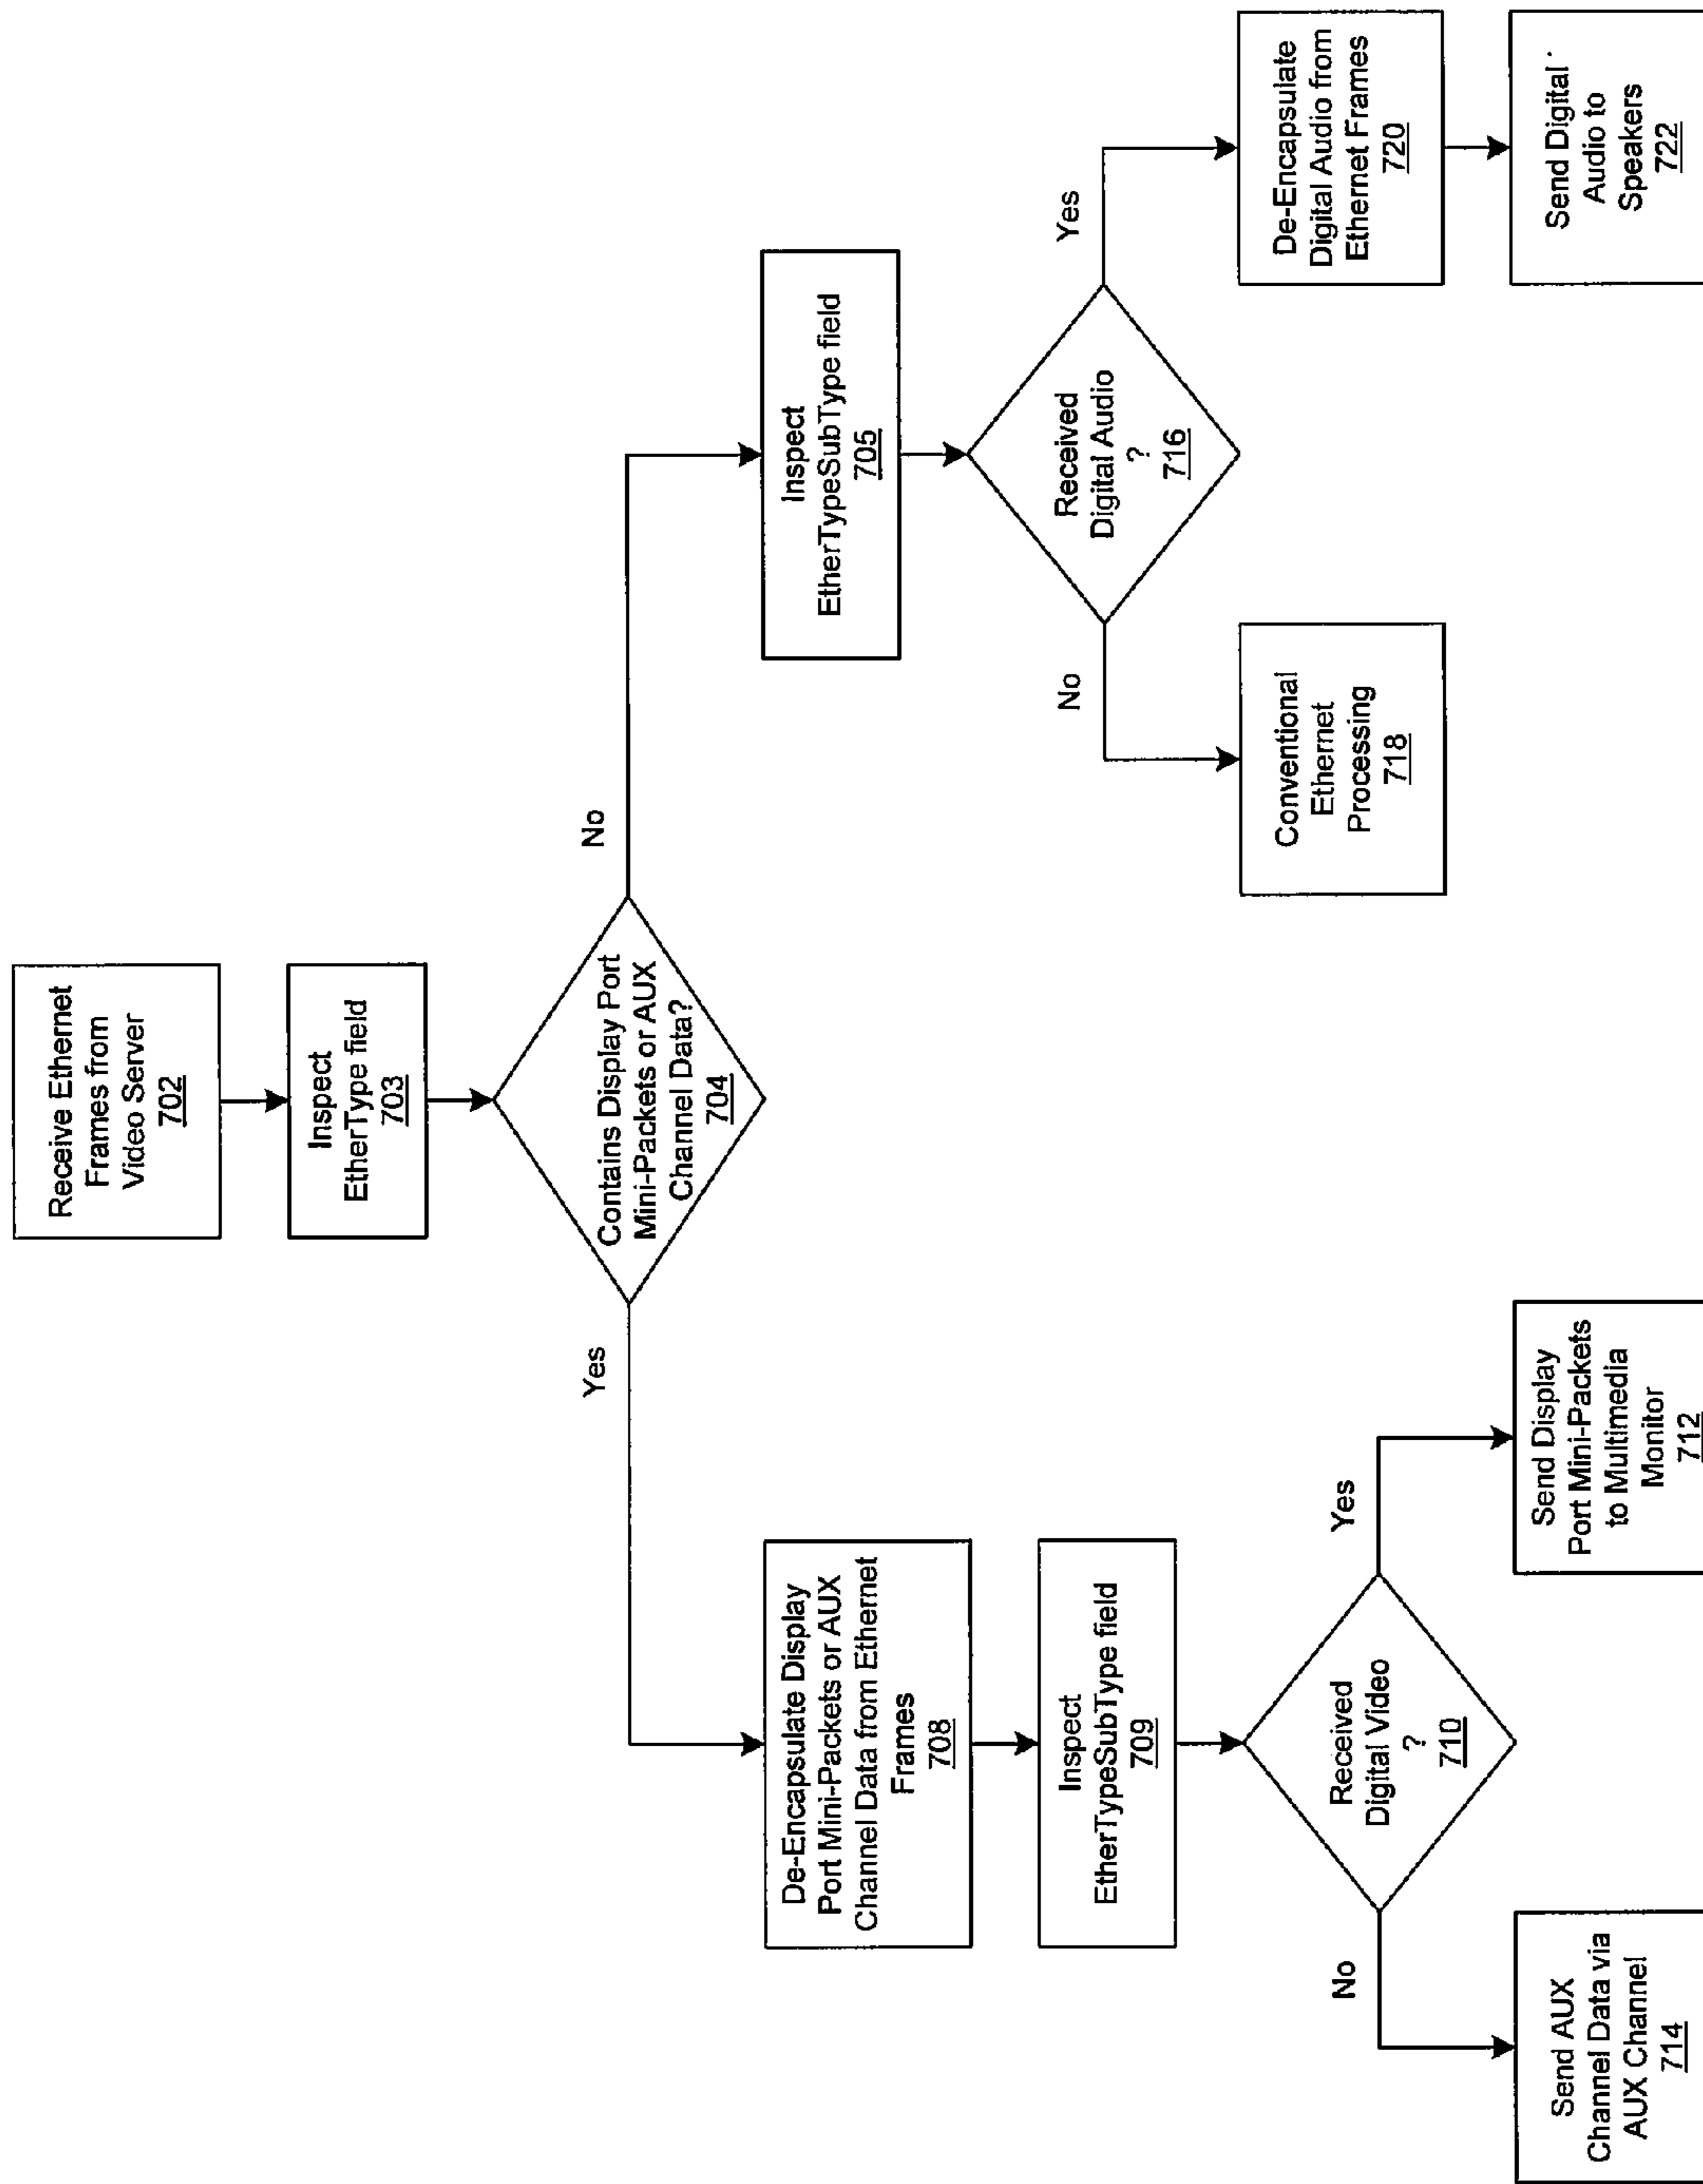 Receive Ethernet
Frames from
Video Server
702
Inspect
EtherType field
703
Contains Display Port
Mini-Packets or AUX
Channel Data?
704
Yes
No
De-Encapsulate Display
Port Mini-Packets or AUX
Channel Data from Ethernet
Frames
708
Inspect
EtherTypeSubType field
709
Received
Digital Video
?
710
No
Yes
Send AUX
Channel Data via
AUX Channel
714
Send Display
Port Mini-Packets
to Multimedia
Monitor
712
Inspect
EtherTypeSubType field
705
Received
Digital Audio
?
716
No
Yes
Conventional
Ethernet
Processing
718
De-Encapsulate
Digital Audio from
Ethernet Frames
720
Send Digital
Audio to
Speakers
722